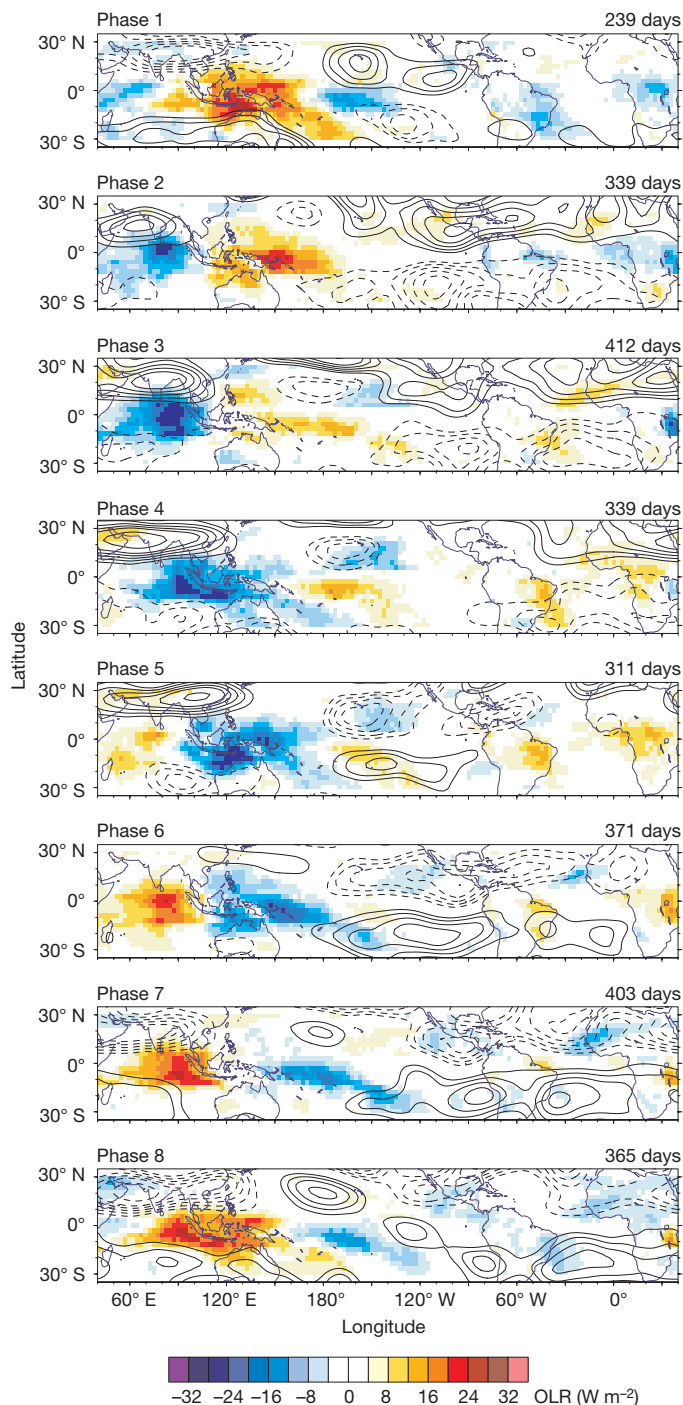 Phase 1 239 days
30° N
0°
30° S
Phase 2 339 days
30° N
0°
30° S
Phase 3 412 days
30° N
0°
30° S
Phase 4 339 days
30° N
0°
30° S
Latitude
Phase 5 311 days
30° N
0°
30° S
Phase 6 371 days
30° N
0°
30° S
Phase 7 403 days
30° N
0°
30° S
Phase 8 365 days
30° N
0°
30° S
60° E 120° E 180° 120° W 60° W 0°
Longitude
−32 −24 −16 −8 0 8 16 24 32 OLR (W m⁻²)